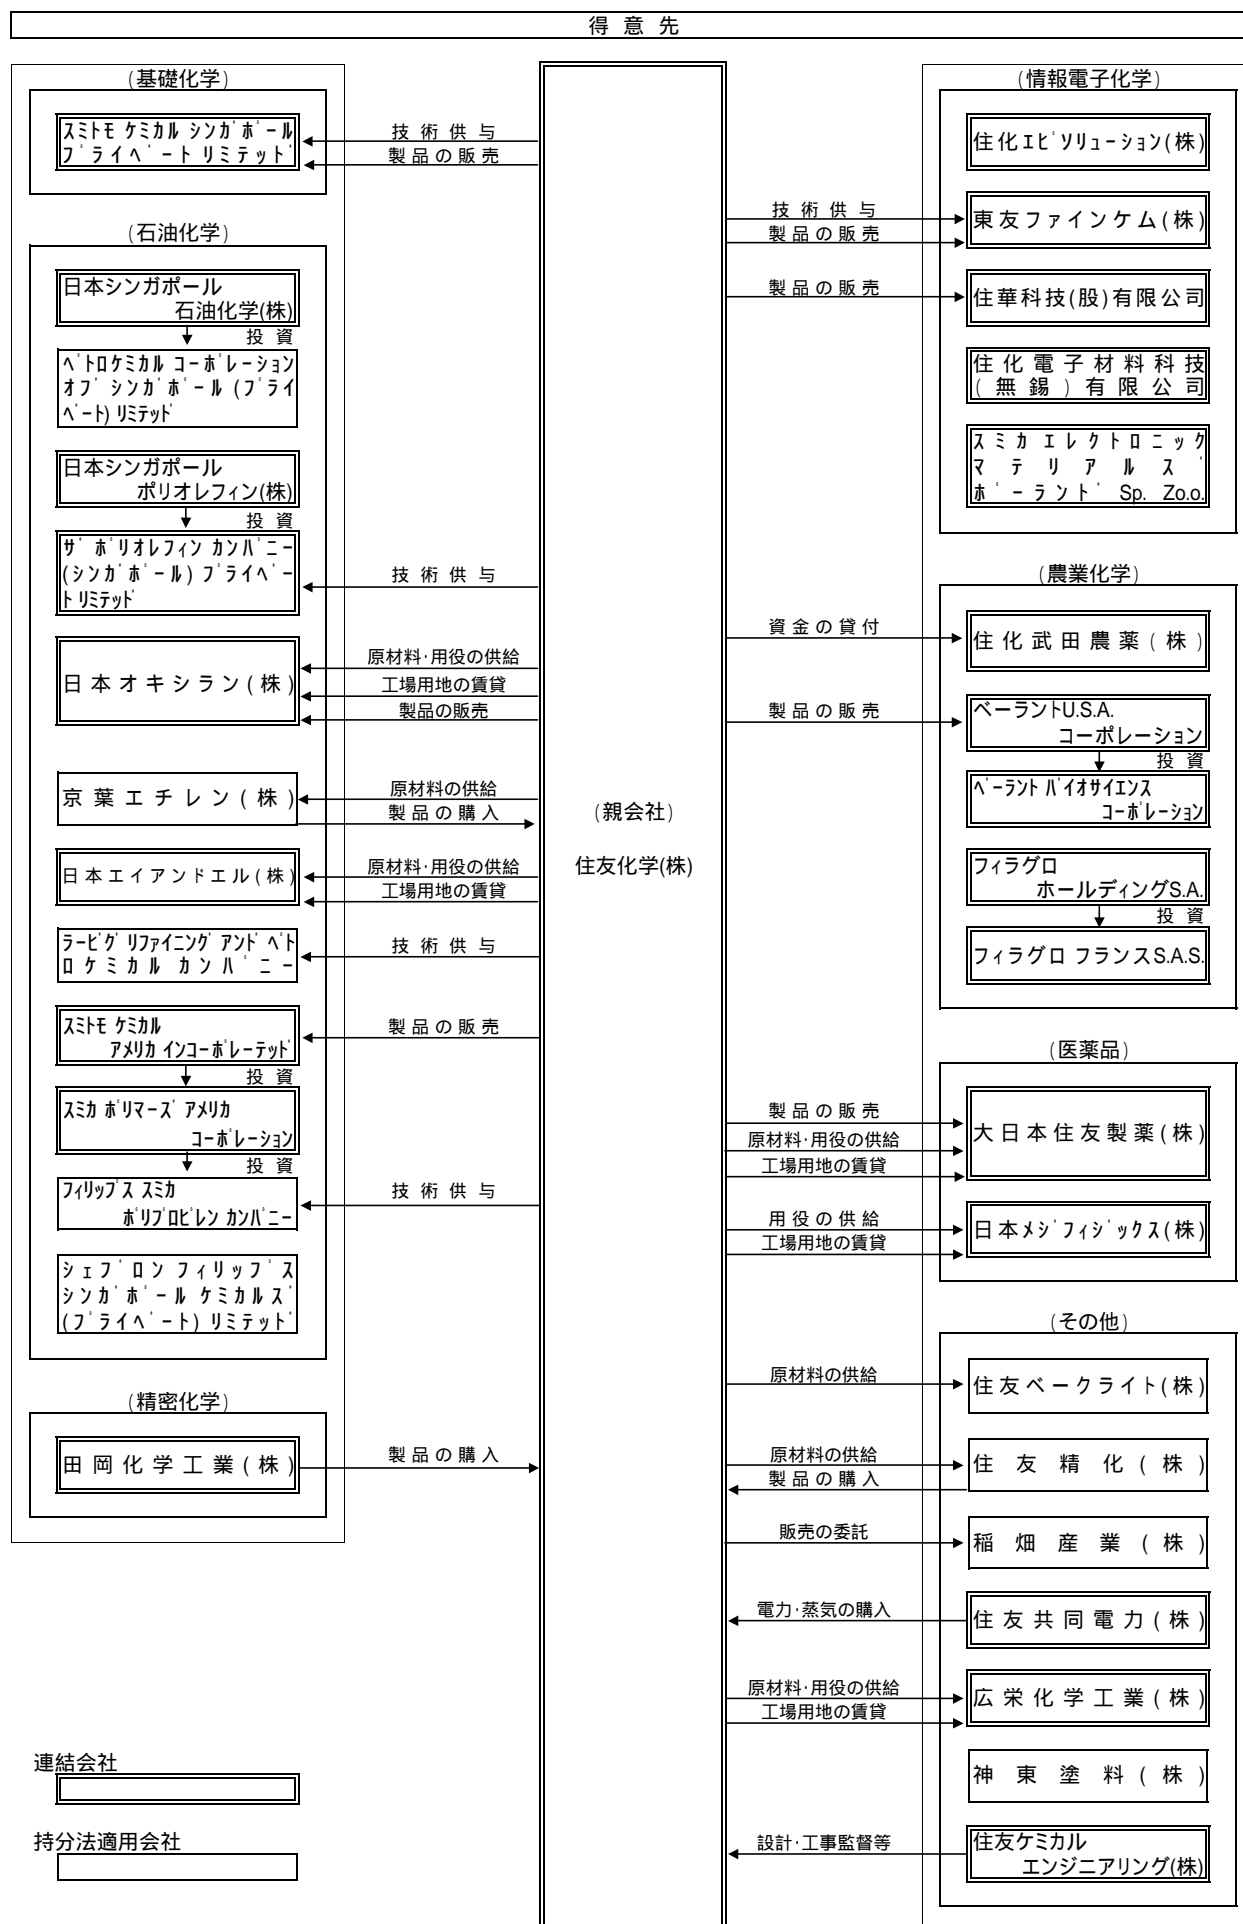 得意先
(基礎化学)
スミトモ ケミカル シンガポール
プライベート リミテッド
技術供与
製品の販売
(石油化学)
日本シンガポール
石油化学(株)
投資
ペトロケミカル コーポレーション
オブ シンガポール (プライ
ベート) リミテッド
日本シンガポール
ポリオレフィン(株)
投資
ザ ポリオレフィン カンパニー
(シンガポール) プライベー
ト リミテッド
技術供与
日本オキシラン(株)
原材料・用役の供給
工場用地の賃貸
製品の販売
京葉エチレン(株)
原材料の供給
製品の購入
日本エイアンドエル(株)
原材料・用役の供給
工場用地の賃貸
ラービグ リファイニング アンド ペト
ロケミカル カンパニー
技術供与
スミトモ ケミカル
アメリカ インコーポレーテッド
製品の販売
投資
スミカ ポリマーズ アメリカ
コーポレーション
投資
フィリップス スミカ
ポリプロピレン カンパニー
技術供与
シェブロン フィリップス
シンガポール ケミカルズ
(プライベート) リミテッド
(精密化学)
田岡化学工業(株)
製品の購入
連結会社
持分法適用会社
(親会社)
住友化学(株)
(情報電子化学)
住化エピソリューション(株)
技術供与
製品の販売
東友ファインケム(株)
製品の販売
住華科技(股)有限公司
住化電子材料科技
(無錫)有限公司
スミカ エレクトロニック
マテリアルズ
ポーランド Sp. Zo.o.
(農業化学)
資金の貸付
住化武田農薬(株)
製品の販売
ベーラントU.S.A.
コーポレーション
投資
ベーラント バイオサイエンス
コーポレーション
フィラグロ
ホールディングS.A.
投資
フィラグロ フランスS.A.S.
(医薬品)
製品の販売
原材料・用役の供給
工場用地の賃貸
大日本住友製薬(株)
用役の供給
工場用地の賃貸
日本メジフィジックス(株)
(その他)
原材料の供給
住友ベークライト(株)
原材料の供給
製品の購入
住友精化(株)
販売の委託
稲畑産業(株)
電力・蒸気の購入
住友共同電力(株)
原材料・用役の供給
工場用地の賃貸
広栄化学工業(株)
神東塗料(株)
設計・工事監督等
住友ケミカル
エンジニアリング(株)